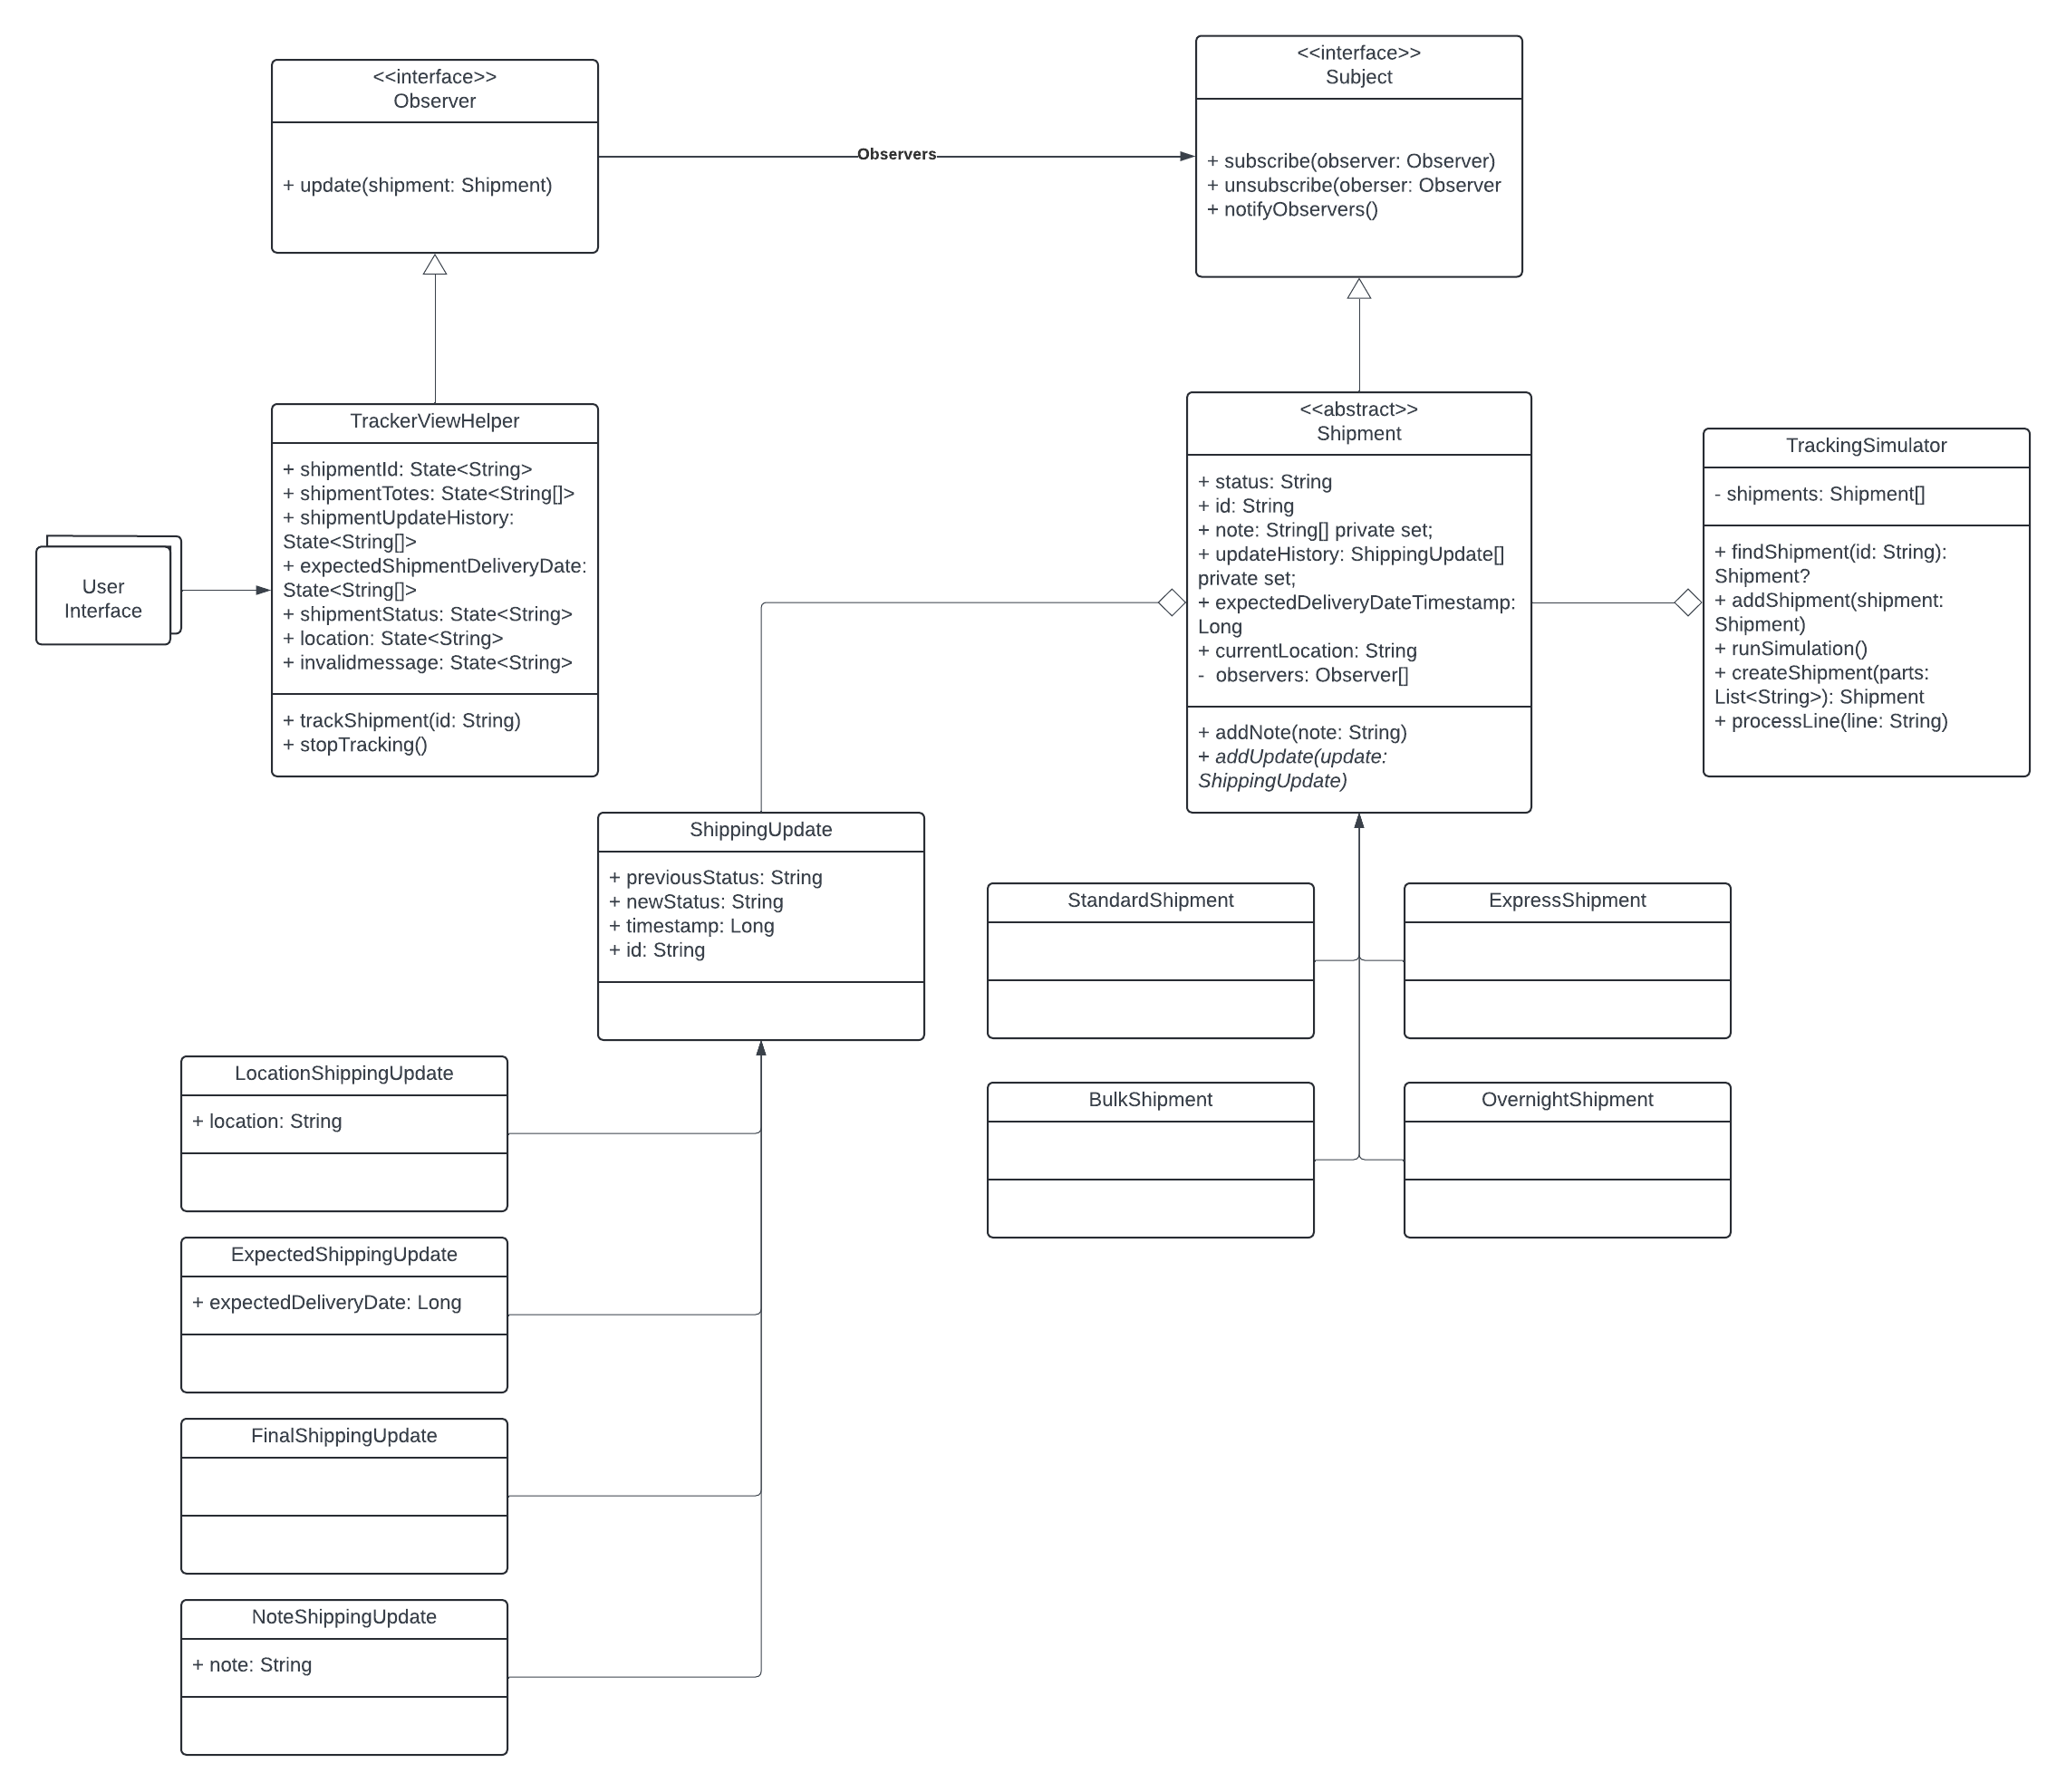 <<interface>>
Observer
+ update(shipment: Shipment)
Observers
<<interface>>
Subject
+ subscribe(observer: Observer)
+ unsubscribe(oberser: Observer
+ notifyObservers()
User
Interface
TrackerViewHelper
+ shipmentId: State<String>
+ shipmentTotes: State<String[]>
+ shipmentUpdateHistory:
State<String[]>
+ expectedShipmentDeliveryDate:
State<String[]>
+ shipmentStatus: State<String>
+ location: State<String>
+ invalidmessage: State<String>
+ trackShipment(id: String)
+ stopTracking()
<<abstract>>
Shipment
+ status: String
+ id: String
+ note: String[] private set;
+ updateHistory: ShippingUpdate[]
private set;
+ expectedDeliveryDateTimestamp:
Long
+ currentLocation: String
- observers: Observer[]
+ addNote(note: String)
+ addUpdate(update:
ShippingUpdate)
TrackingSimulator
- shipments: Shipment[]
+ findShipment(id: String):
Shipment?
+ addShipment(shipment:
Shipment)
+ runSimulation()
+ createShipment(parts:
List<String>): Shipment
+ processLine(line: String)
ShippingUpdate
+ previousStatus: String
+ newStatus: String
+ timestamp: Long
+ id: String
StandardShipment
ExpressShipment
BulkShipment
OvernightShipment
LocationShippingUpdate
+ location: String
ExpectedShippingUpdate
+ expectedDeliveryDate: Long
FinalShippingUpdate
NoteShippingUpdate
+ note: String